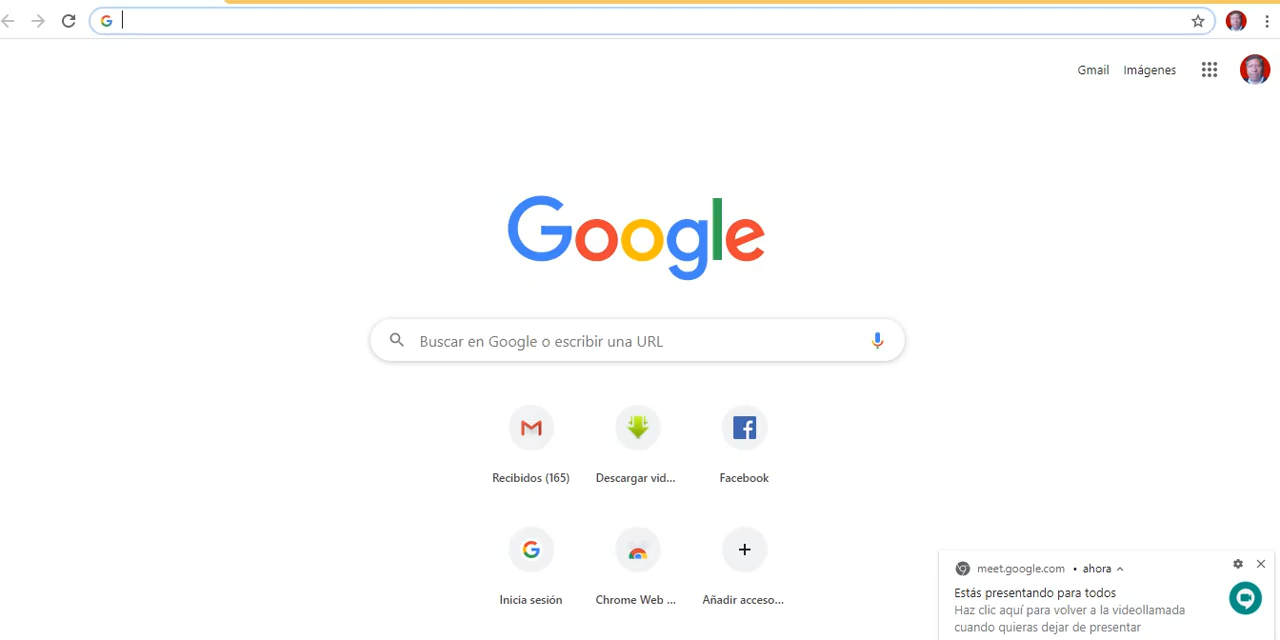 Gmail Imágenes
Google
Buscar en Google o escribir una URL
Recibidos (165) Descargar vid... Facebook
Inicia sesión Chrome Web ... Añadir acceso...
meet.google.com • ahora
Estás presentando para todos
Haz clic aquí para volver a la videollamada
cuando quieras dejar de presentar